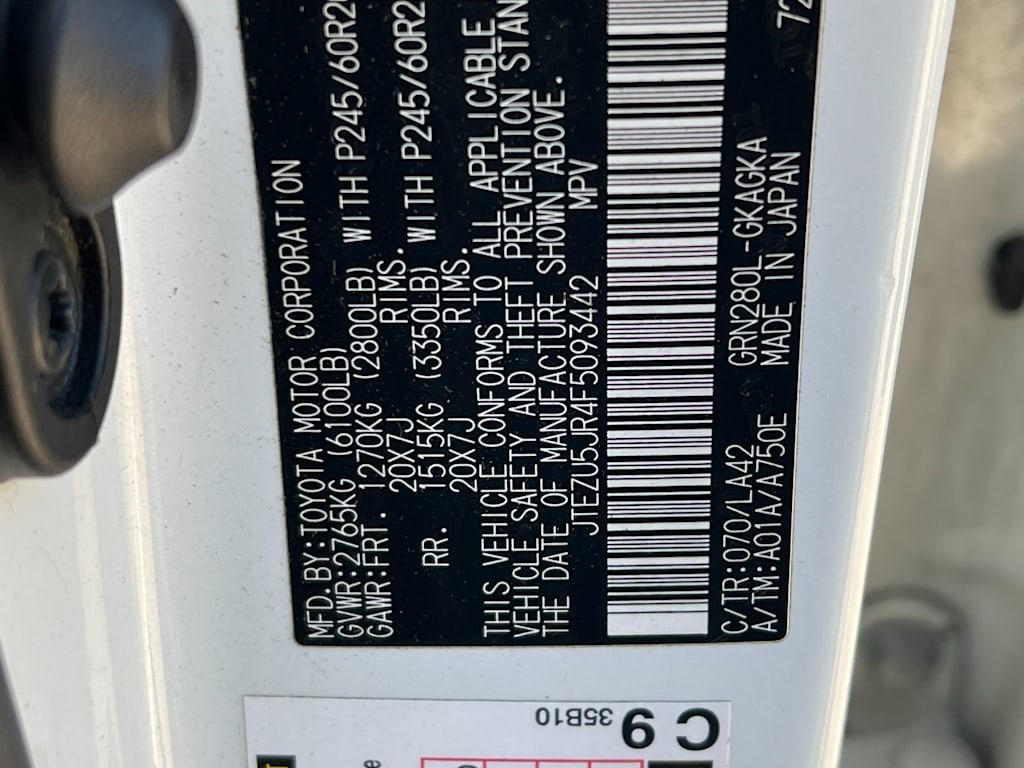 MFD.BY:TOYOTA MOTOR CORPORATION
GVWR:2765KG (6100LB)
GAWR:FRT. 1270KG (2800LB) WITH P245/60R2
20X7J RIMS.
RR. 1515KG (3350LB) WITH P245/60R2
20X7J RIMS.
THIS VEHICLE CONFORMS TO ALL APPLICABLE
VEHICLE SAFETY AND THEFT PREVENTION STAN
THE DATE OF MANUFACTURE SHOWN ABOVE.
JTEZU5JR4F5093442 MPV
C/TR:070/LA42 GRN280L-GKAGKA
A/TM:A01A/A750E MADE IN JAPAN 72
C9
35B10